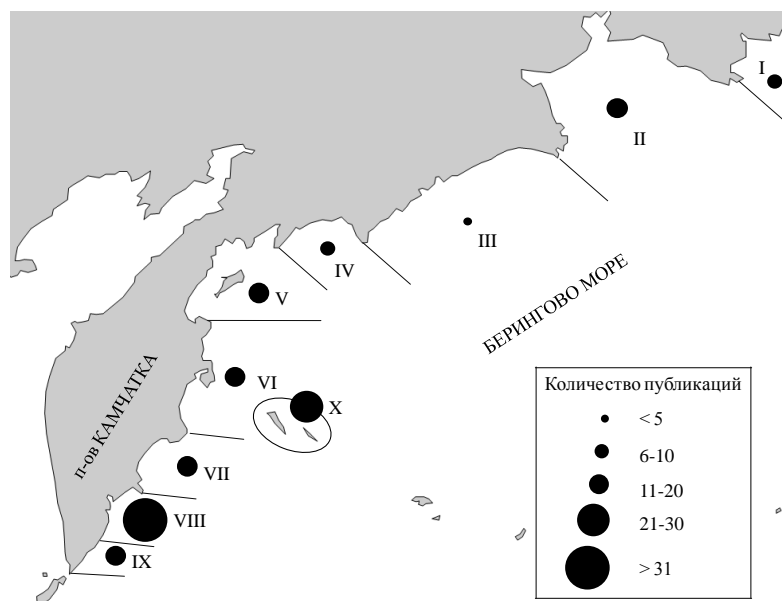 I
II
III
IV
V
VI
VII
VIII
IX
X
БЕРИНГОВО МОРЕ
п-ов КАМЧАТКА
Количество публикаций
< 5
6-10
11-20
21-30
> 31